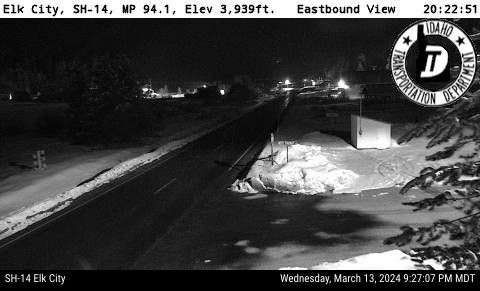 Elk City, SH-14, MP 94.1, Elev 3,939ft. Eastbound View 20:22:51
IDAHO
TRANSPORTATION DEPARTMENT
SH-14 Elk City Wednesday, March 13, 2024 9:27:07 PM MDT